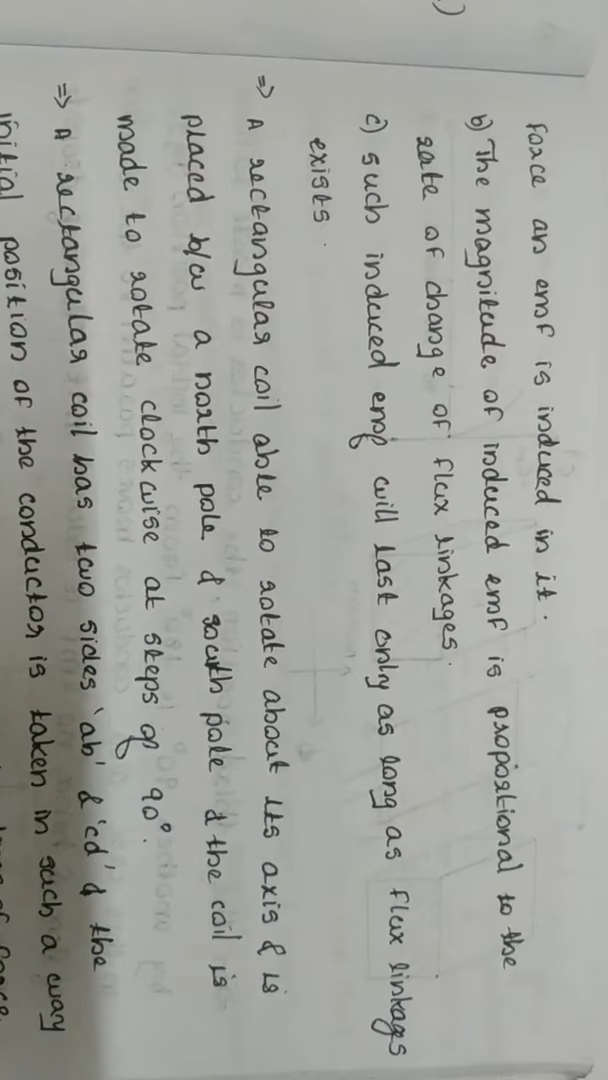 force an emf is induced in it.
b) The magnitude of induced emf is propostional to the
rate of change of flux linkages.
c) such induced emf will last only as long as flux linkags
exists.
=> A rectangular coil able to rotate about its axis & is
placed b/w a north pole & south pole & the coil is
made to rotate clockwise at steps of 90°.
=> A rectangular coil has two sides 'ab' & 'cd' & the
initial position of the conductor is taken in such a way